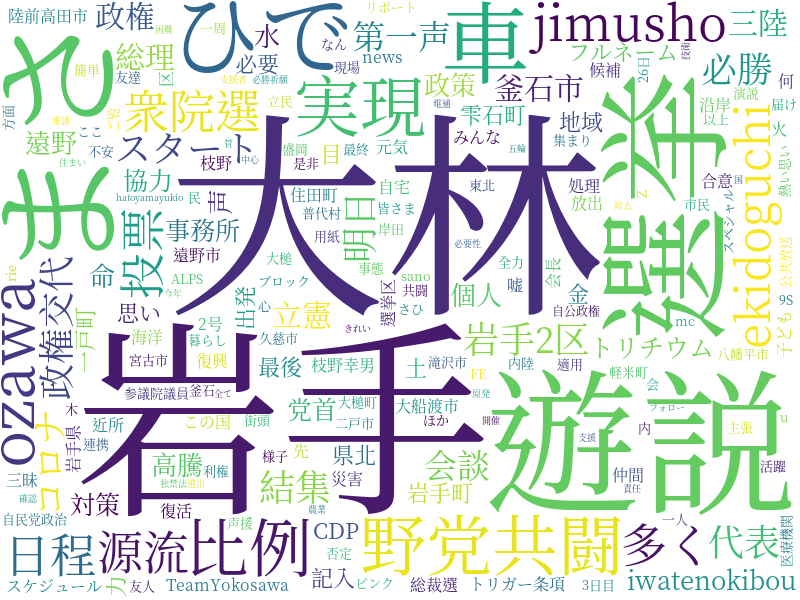 陸前高田市
政権
ひで
車
jimusho
リポート
困難
一周
なん
第一声
三陸
総理
水
必要
news
現場
フルネーム
必勝
簡単
友達
区
支援者
必勝祈願
電通
技術
26日
演説
候補
何
さ
衆院選
実現
政策
釜石市
沿岸
届け
方面
ここ
審議
立民
雫石町
以上
火
遠野
不安
スタート
枝野
目
みんな
地域
集まり
選挙
ekidoguchi
熱い思い
盛岡
是非
最終
元気
ま
協力
声
昔
中心
五輪
大林
自宅
処理
合意
国
住田町
東北
放出
Z
スペシャル
民
hatoyamayukio
普代村
皆さま
投票
事務所
明日
岸田
除去
市民
用紙
必要性
遠野市
rie
大槌
事態
全力
会長
公共放送
ozawa
政権交代
命
ALPS
ブロック
sano
共闘
嘘
自公政権
今年
出発
立憲
心
選挙区
個人
金
9S
子ども
一戸町
思い
海洋
2号
暮らし
きれい
さひ
岩手2区
mc
久慈市
トリチウム
八幡平市
宮古市
復興
最後
枝野幸男
土
滝沢市
内陸
適用
岩手
遊説
コロナ
木
参議院議員
釜石
全て
FE
原発
軽米町
会
岩手県
近所
この国
街頭
党首
大槌町
大船渡市
フォロー
u
連携
二戸市
ほか
開催
内
主張
三昧
高騰
利権
様子
先
県北
会談
支援
仲間
活躍
確認
独禁法
選出
結集
災害
岩手町
責任
自民党政治
対策
復活
農業
声援
CDP
一人
医療機関
日程
源流
比例
否定
野党共闘
多く
代表
スケジュール
力
友人
TeamYokosawa
記入
ピンク
総裁選
トリガー条項
3日目
iwatenokibou
住まい